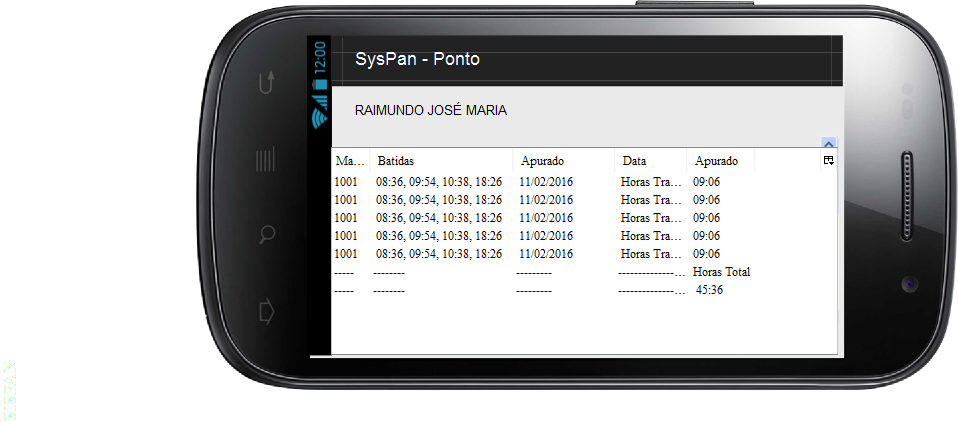 12:00
SysPan - Ponto
RAIMUNDO JOSÉ MARIA
Ma... Batidas Apurado Data Apurado
1001 08:36, 09:54, 10:38, 18:26 11/02/2016 Horas Tra... 09:06
1001 08:36, 09:54, 10:38, 18:26 11/02/2016 Horas Tra... 09:06
1001 08:36, 09:54, 10:38, 18:26 11/02/2016 Horas Tra... 09:06
1001 08:36, 09:54, 10:38, 18:26 11/02/2016 Horas Tra... 09:06
1001 08:36, 09:54, 10:38, 18:26 11/02/2016 Horas Tra... 09:06
----- -------- --------- --------------... Horas Total
----- -------- --------- --------------... 45:36